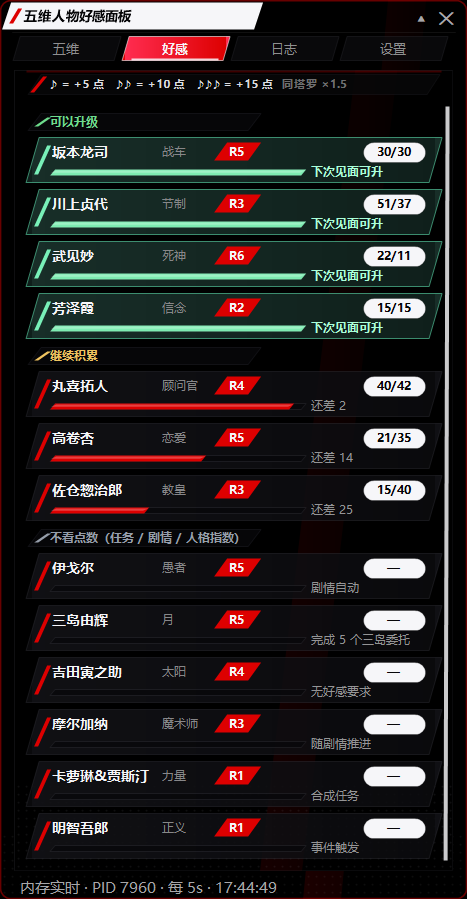 五维人物好感面板
五维 好感 日志 设置
♪ = +5 点 ♪♪ = +10 点 ♪♪♪ = +15 点 同塔罗 ×1.5
可以升级
坂本龙司 战车 R5 30/30
下次见面可升
川上贞代 节制 R3 51/37
下次见面可升
武见妙 死神 R6 22/11
下次见面可升
芳泽霞 信念 R2 15/15
下次见面可升
继续积累
丸喜拓人 顾问官 R4 40/42
还差 2
高卷杏 恋爱 R5 21/35
还差 14
佐仓惣治郎 教皇 R3 15/40
还差 25
不看点数（任务 / 剧情 / 人格指数）
伊戈尔 愚者 R5 —
剧情自动
三岛由辉 月 R5 —
完成 5 个三岛委托
吉田寅之助 太阳 R4 —
无好感要求
摩尔加纳 魔术师 R3 —
随剧情推进
卡萝琳&贾斯汀 力量 R1 —
合成任务
明智吾郎 正义 R1 —
事件触发
内存实时 · PID 7960 · 每 5s · 17:44:49